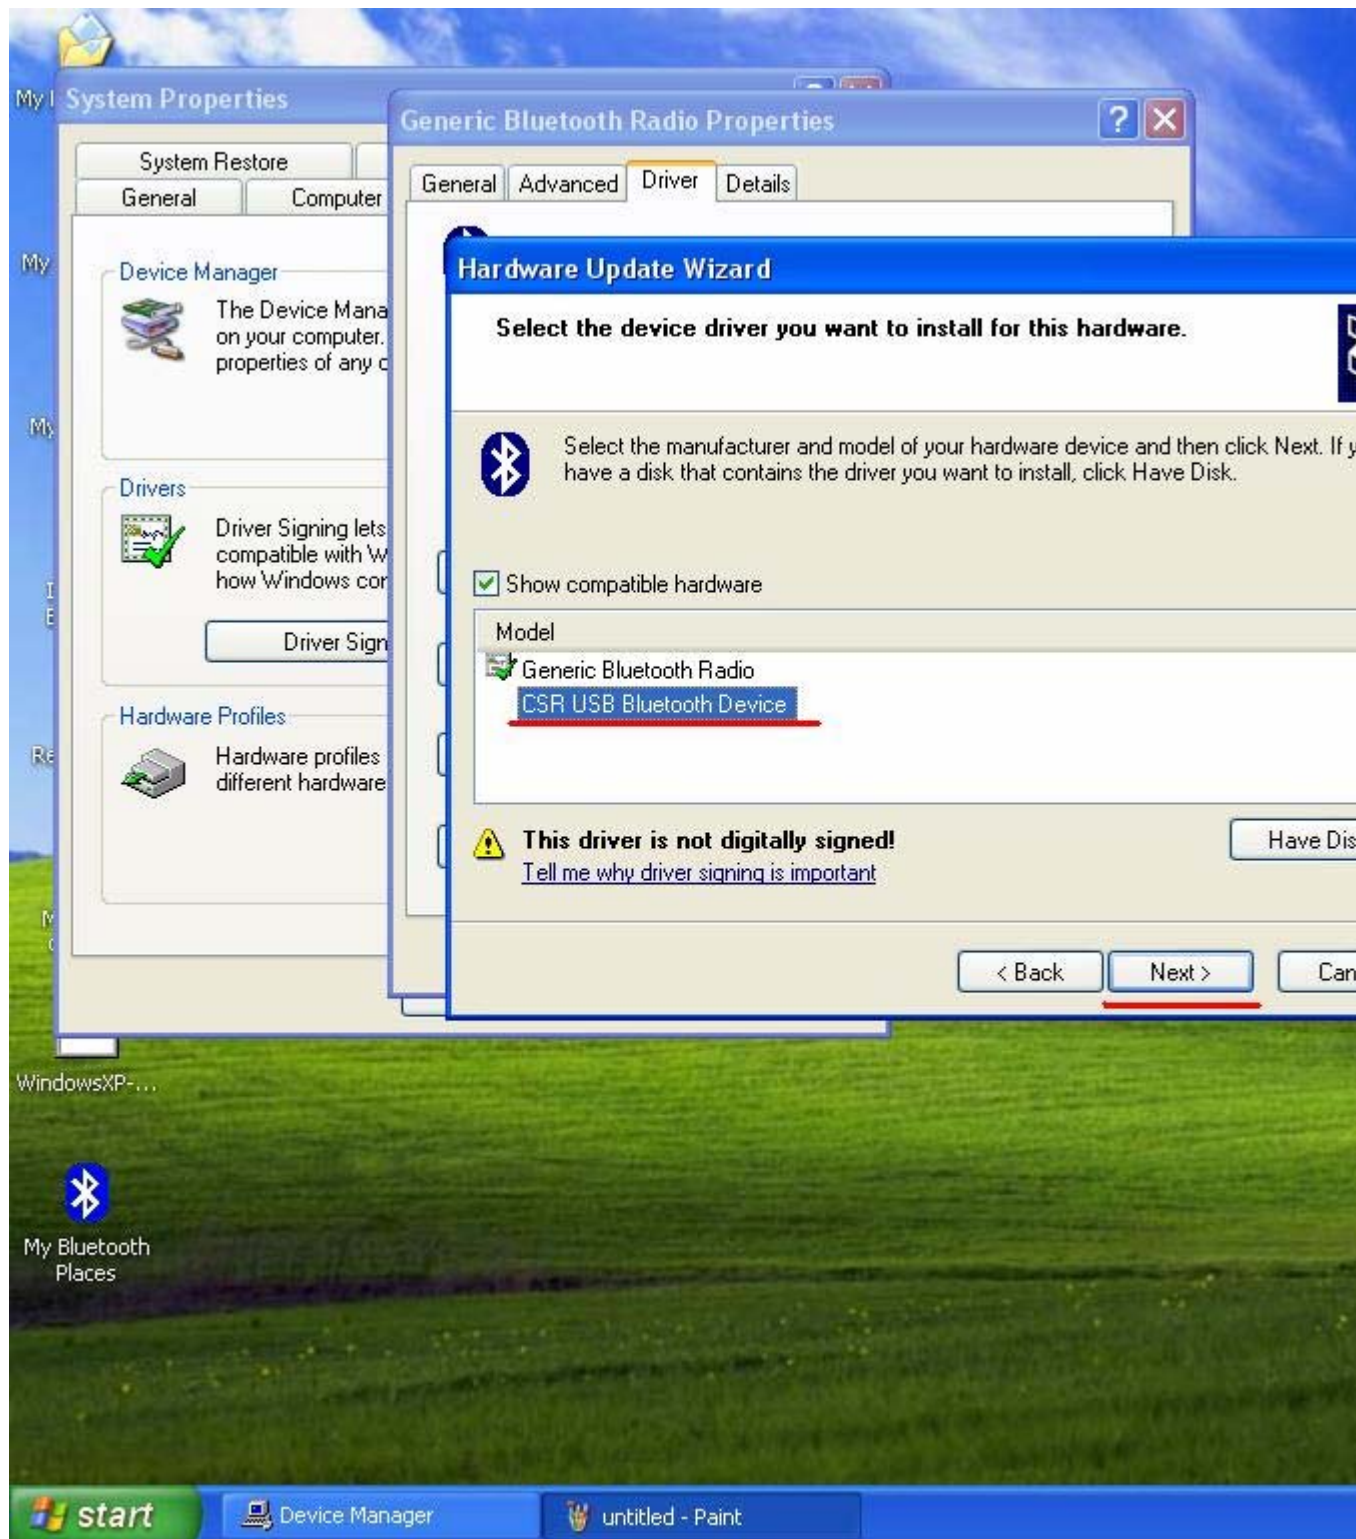 My
System Properties
System Restore
General
Computer
Device Manager
The Device Mana
on your computer.
properties of any
Drivers
Driver Signing lets
compatible with W
how Windows
Driver Sign
Hardware Profiles
Hardware profiles
different hardware
Generic Bluetooth Radio Properties
General
Advanced
Driver
Details
Hardware Update Wizard
Select the device driver you want to install for this hardware.
Select the manufacturer and model of your hardware device and then click Next. If y
have a disk that contains the driver you want to install, click Have Disk.
Show compatible hardware
Model
Generic Bluetooth Radio
CSR USB Bluetooth Device
This driver is not digitally signed!
Tell me why driver signing is important
Have Dis
< Back
Next >
Can
My
My
Re
WindowsXP-...
My Bluetooth
Places
start
Device Manager
untitled - Paint